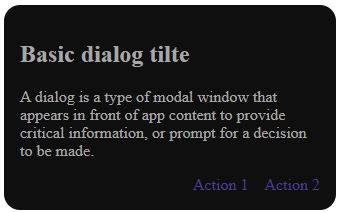 Basic dialog tilte
A dialog is a type of modal window that
appears in front of app content to provide
critical information, or prompt for a decision
to be made.
Action 1 Action 2